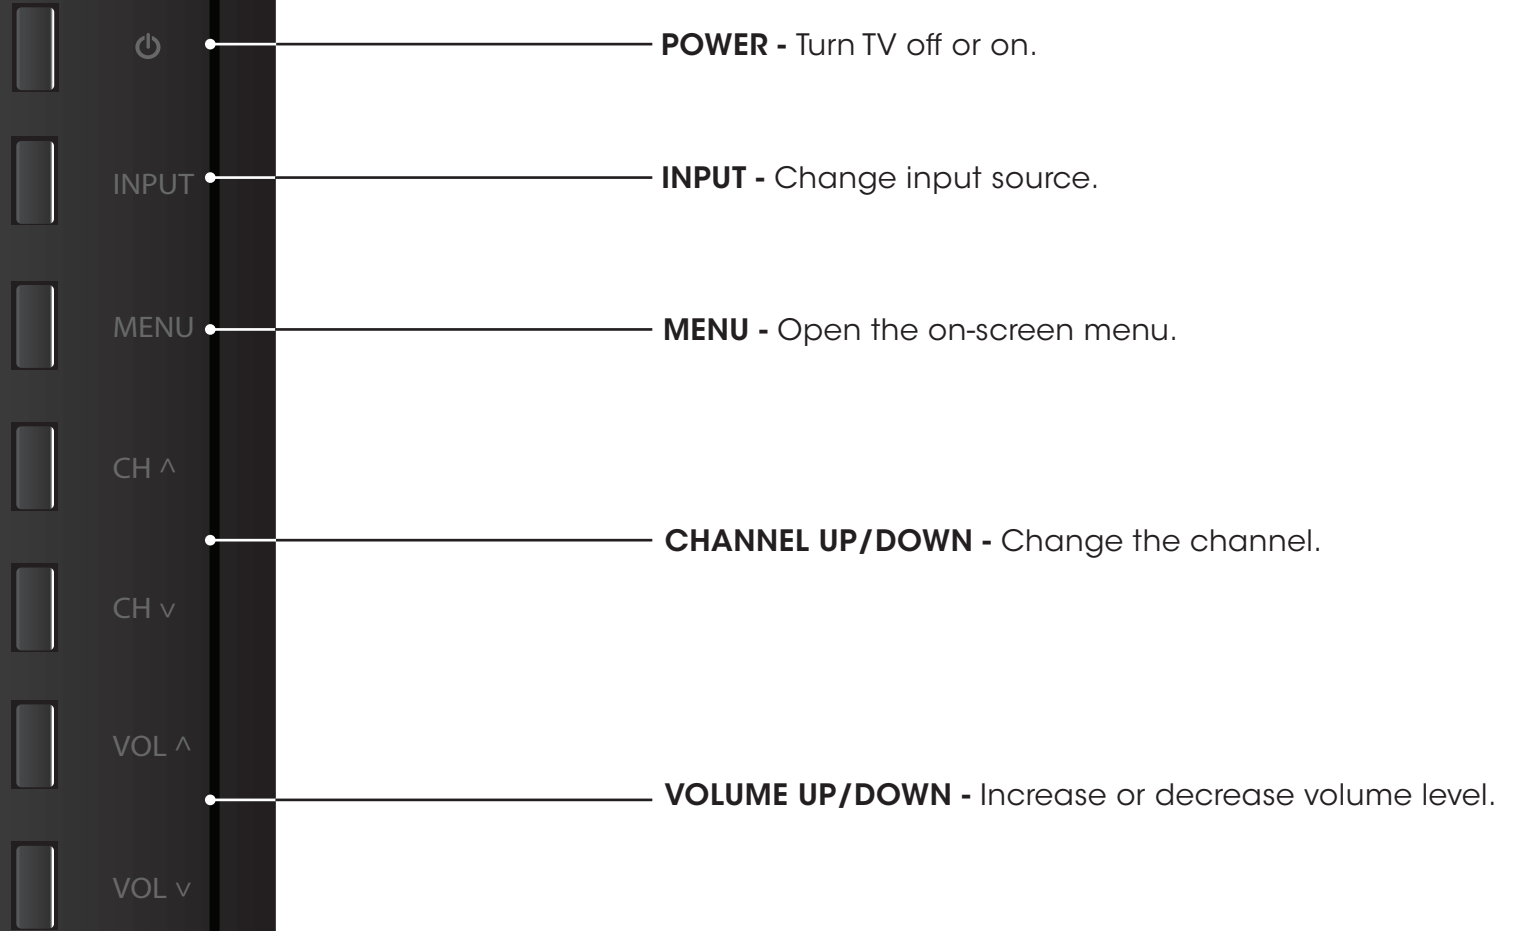 POWER - Turn TV off or on.
INPUT
INPUT - Change input source.
MENU
MENU - Open the on-screen menu.
CH ^
CHANNEL UP/DOWN - Change the channel.
CH v
VOL ^
VOLUME UP/DOWN - Increase or decrease volume level.
VOL v